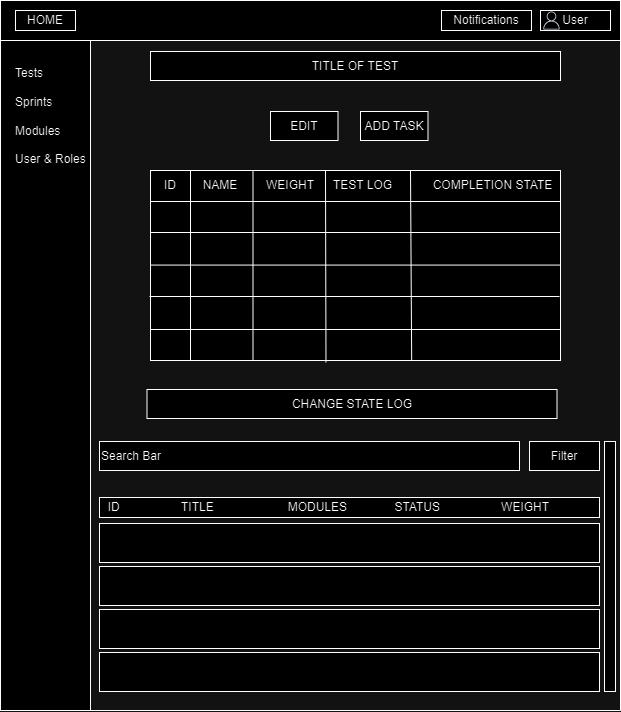 HOME
Notifications
User
Tests
Sprints
Modules
User & Roles
TITLE OF TEST
EDIT
ADD TASK
ID NAME WEIGHT TEST LOG COMPLETION STATE
CHANGE STATE LOG
Search Bar
Filter
ID TITLE MODULES STATUS WEIGHT